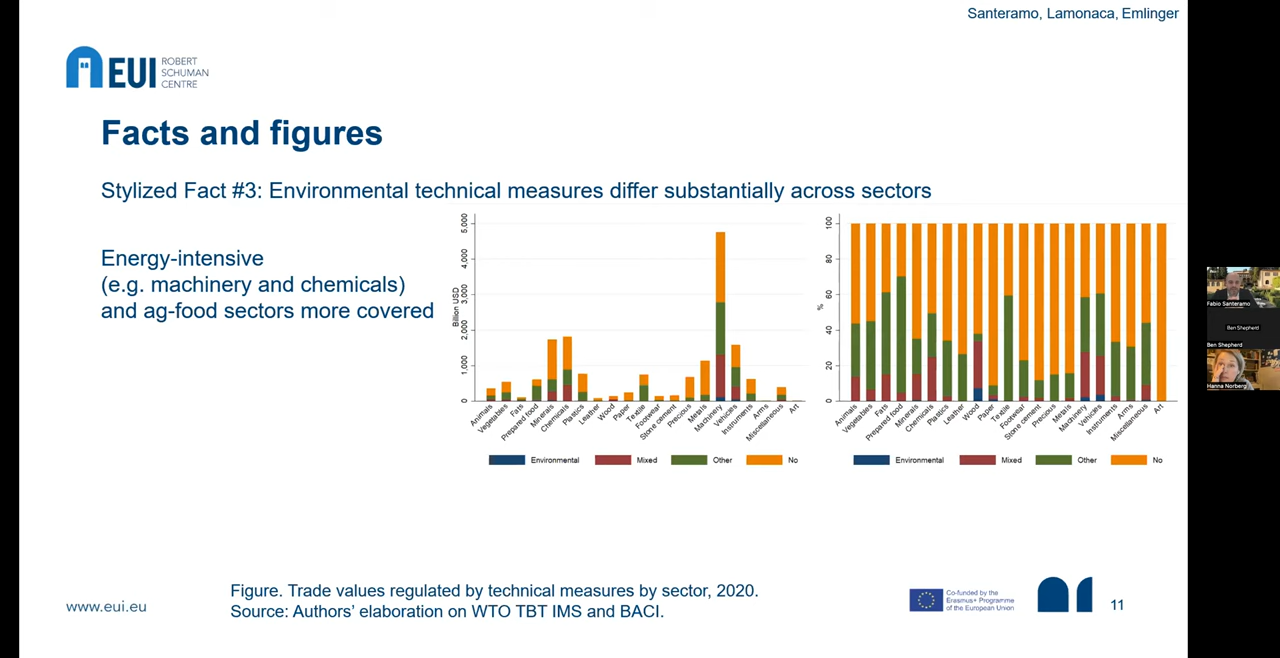 Santeramo, Lamonaca, Emlinger
EUI
ROBERT
SCHUMAN
CENTRE
Facts and figures
Stylized Fact #3: Environmental technical measures differ substantially across sectors
Energy-intensive
(e.g. machinery and chemicals)
and ag-food sectors more covered
Billion USD
5,000
4,000
3,000
2,000
1,000
0
Animals
Vegetables
Fats
Prepared food
Minerals
Chemicals
Plastics
Leather
Wood
Paper
Textile
Footwear
Stone cement
Precious
Metals
Machinery
Vehicles
Instruments
Arms
Miscellaneous
Art
Environmental
Mixed
Other
No
%
100
80
60
40
20
0
Animals
Vegetables
Fats
Prepared food
Minerals
Chemicals
Plastics
Leather
Wood
Paper
Textile
Footwear
Stone cement
Precious
Metals
Machinery
Vehicles
Instruments
Arms
Miscellaneous
Art
Environmental
Mixed
Other
No
Fabio Santeramo
Ben Shepherd
Ben Shepherd
Hanna Norberg
www.eui.eu
Figure. Trade values regulated by technical measures by sector, 2020.
Source: Authors' elaboration on WTO TBT IMS and BACI.
Co-funded by the
Erasmus+ Programme
of the European Union
11